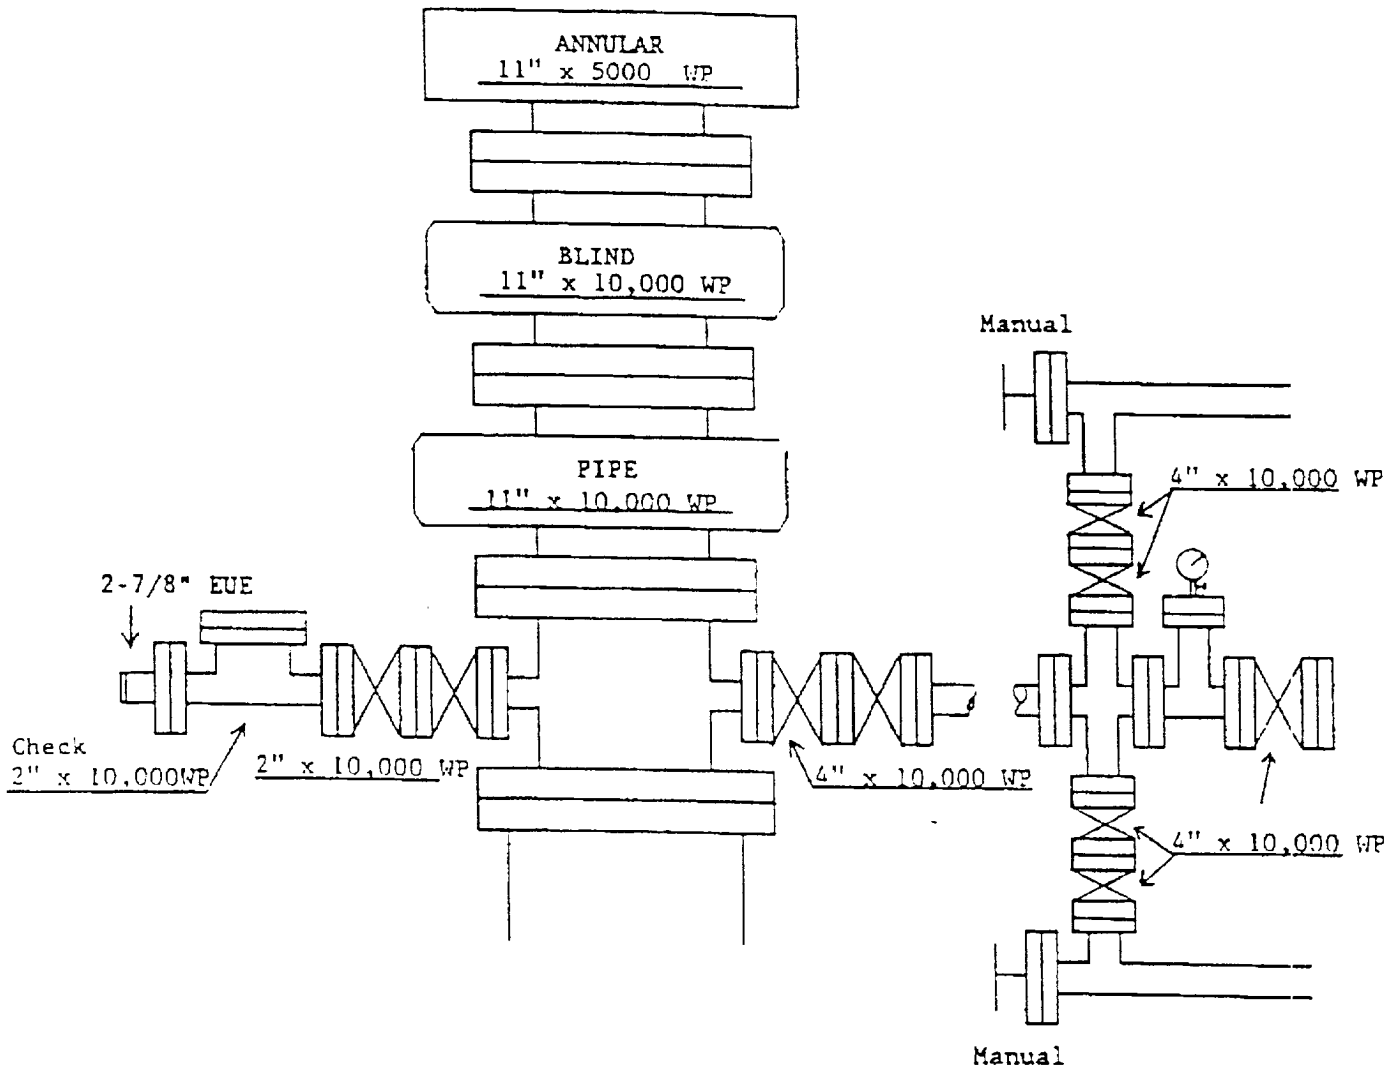 ANNULAR
11" x 5000 WP
BLIND
11" x 10,000 WP
Manual
PIPE
11" x 10,000 WP
4" x 10,000 WP
2-7/8" EUE
Check
2" x 10,000WP
2" x 10,000 WP
4" x 10,000 WP
4" x 10,000 WP
Manual